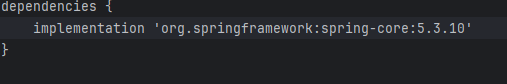 dependencies {
    implementation 'org.springframework:spring-core:5.3.10'
}